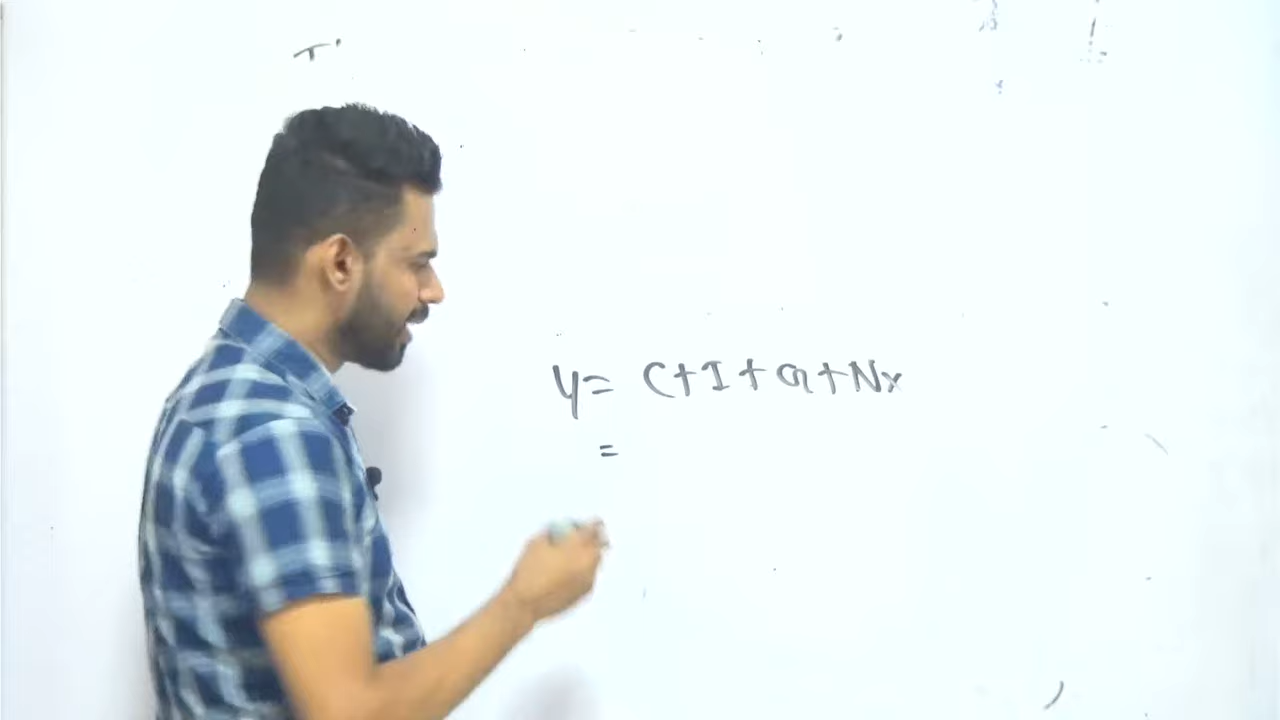 Y = C+I+G+Nx
=